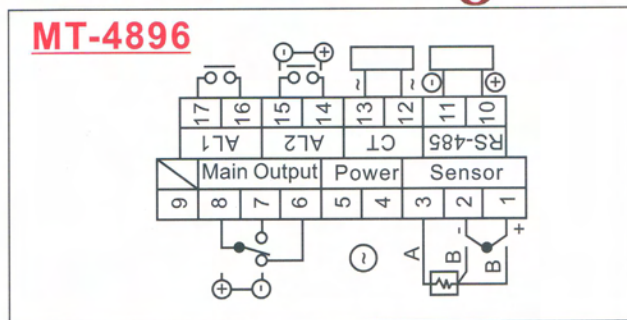 MT-4896
17 16 15 14 13 12 11 10
AL1 AL2 CT RS-485
Main Output Power Sensor
9 8 7 6 5 4 3 2 1
- +
A B B